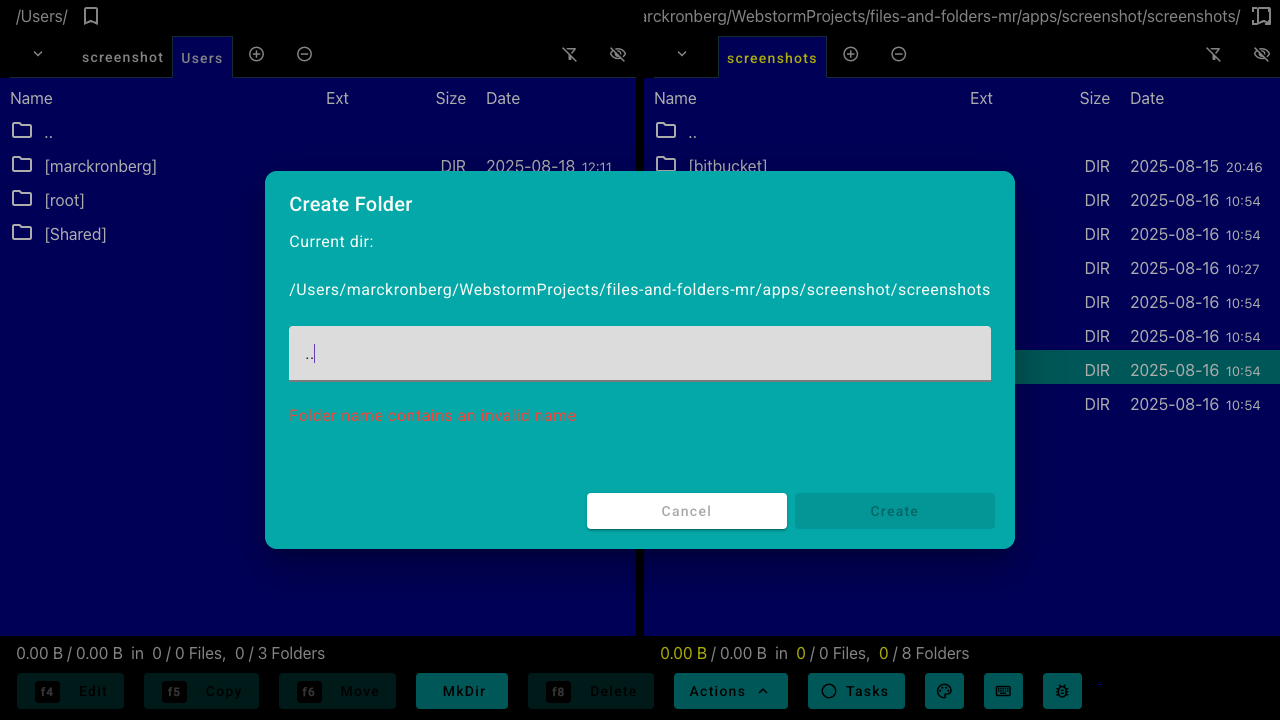 /Users/
arckronberg/WebstormProjects/files-and-folders-mr/apps/screenshot/screenshots/
screenshot Users
screenshots
Name Ext Size Date
Name Ext Size Date
..
..
[marckronberg] DIR 2025-08-18 12:11
[bitbucket] DIR 2025-08-15 20:46
[root]
DIR 2025-08-16 10:54
[Shared]
DIR 2025-08-16 10:54
DIR 2025-08-16 10:27
DIR 2025-08-16 10:54
DIR 2025-08-16 10:54
DIR 2025-08-16 10:54
DIR 2025-08-16 10:54
Create Folder
Current dir:
/Users/marckronberg/WebstormProjects/files-and-folders-mr/apps/screenshot/screenshots
..
Folder name contains an invalid name
Cancel Create
0.00 B / 0.00 B in 0 / 0 Files, 0 / 3 Folders
0.00 B / 0.00 B in 0 / 0 Files, 0 / 8 Folders
f4 Edit f5 Copy f6 Move MkDir f8 Delete Actions Tasks